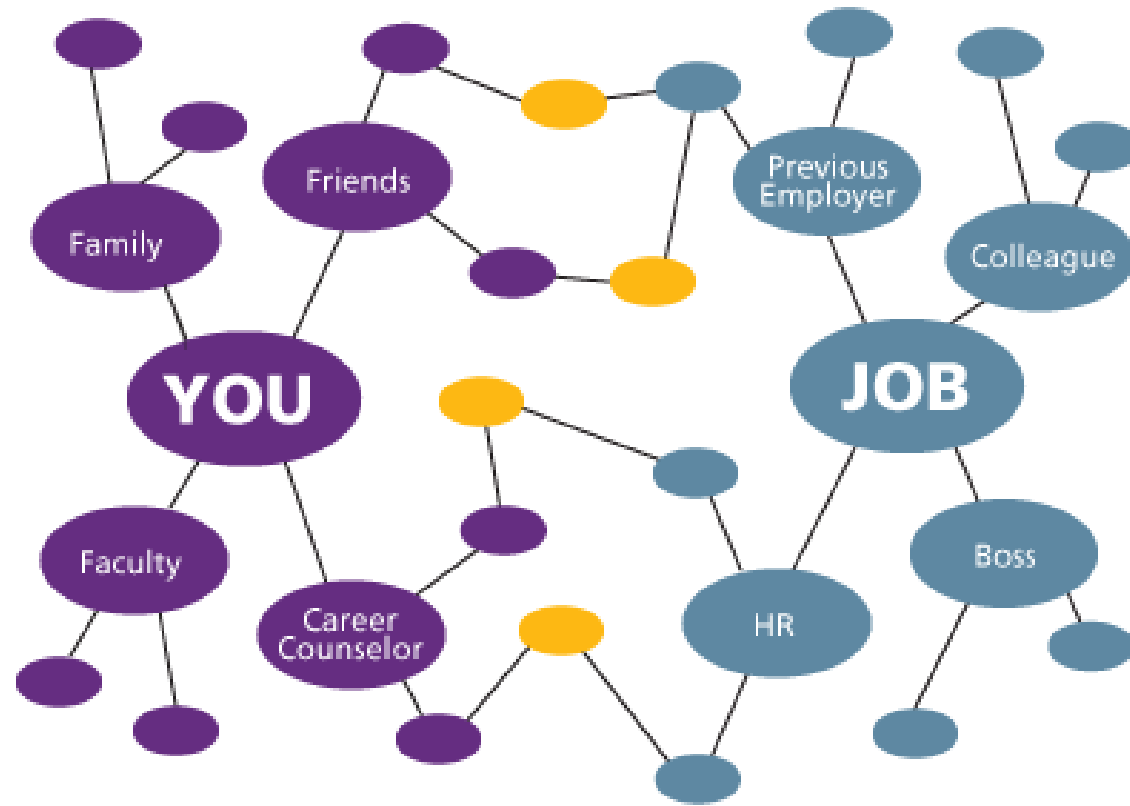 Friends
Previous
Employer
Family
Colleague
YOU
JOB
Faculty
Boss
Career
Counselor
HR